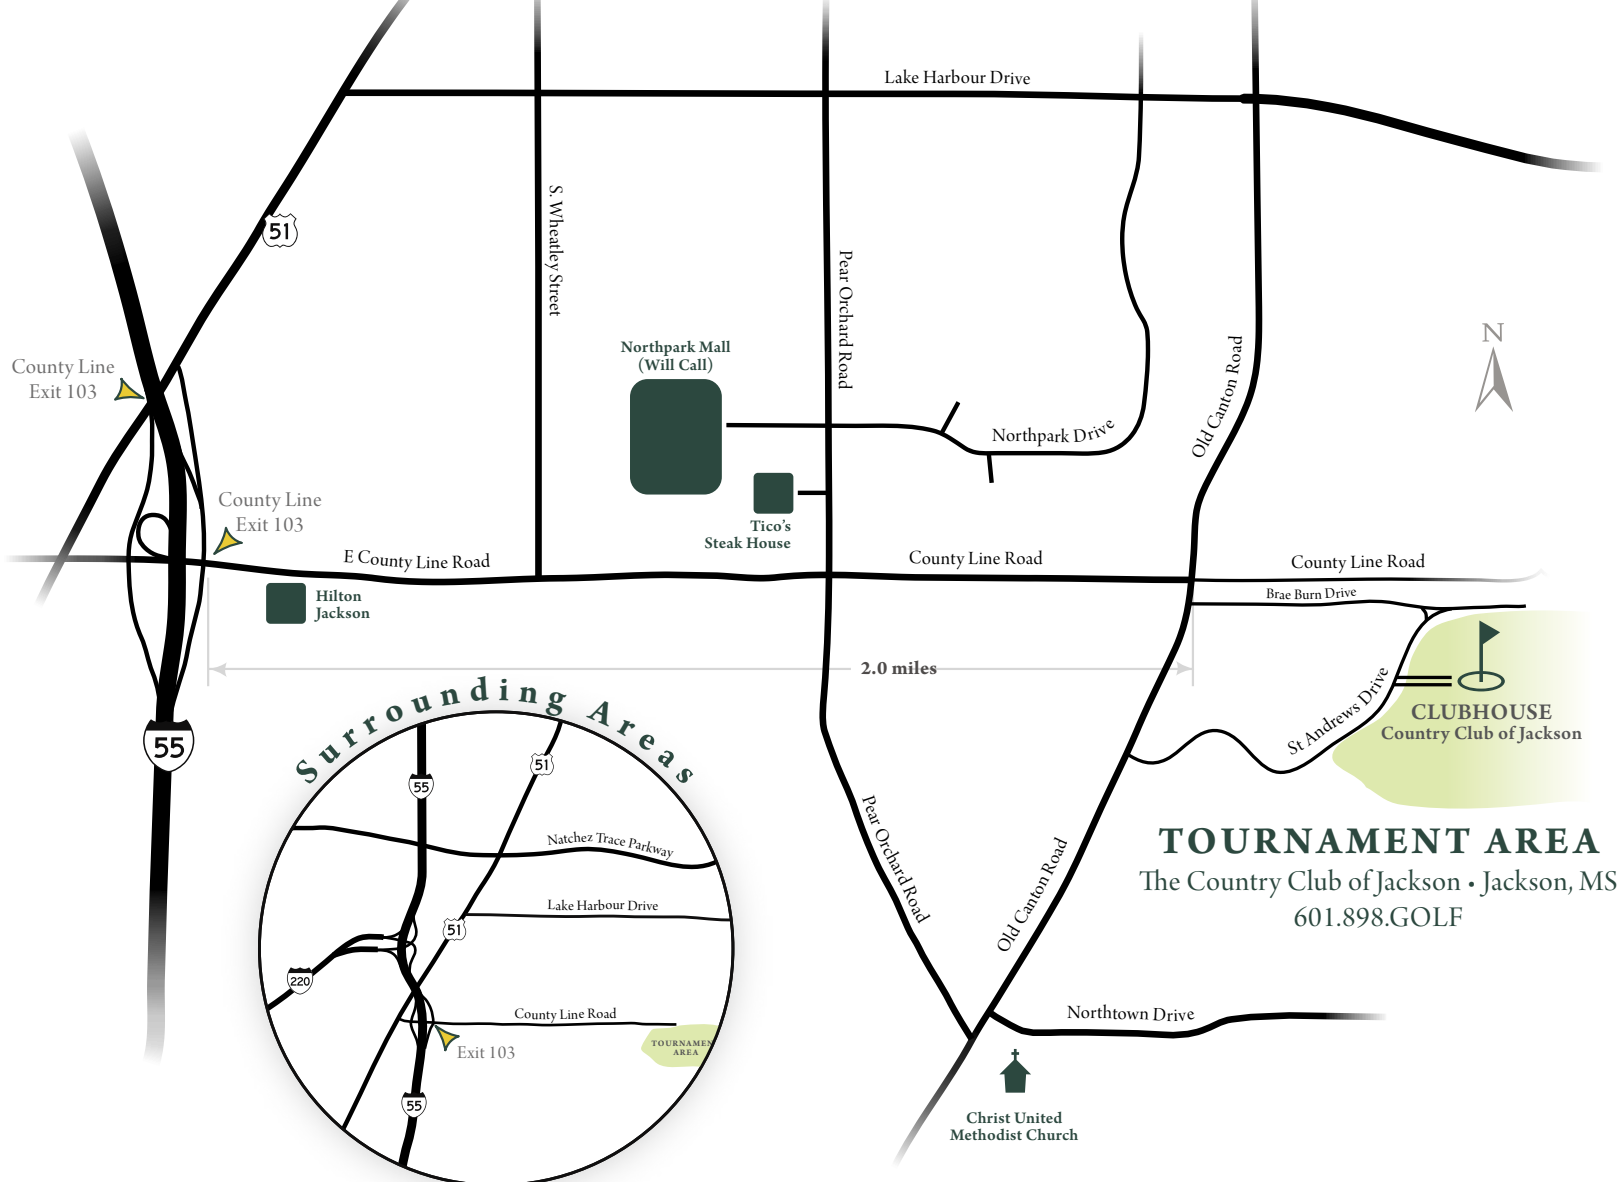 Lake Harbour Drive
51
S. Wheatley Street
Pear Orchard Road
Old Canton Road
N
County Line
Exit 103
Northpark Mall
(Will Call)
Northpark Drive
County Line
Exit 103
Tico's
Steak House
E County Line Road
County Line Road
County Line Road
Brae Burn Drive
Hilton
Jackson
2.0 miles
St Andrews Drive
CLUBHOUSE
Country Club of Jackson
55
Surrounding Areas
55
51
Natchez Trace Parkway
Lake Harbour Drive
51
220
County Line Road
Exit 103
TOURNAMEN
AREA
55
Pear Orchard Road
Old Canton Road
TOURNAMENT AREA
The Country Club of Jackson • Jackson, MS
601.898.GOLF
Northtown Drive
Christ United
Methodist Church